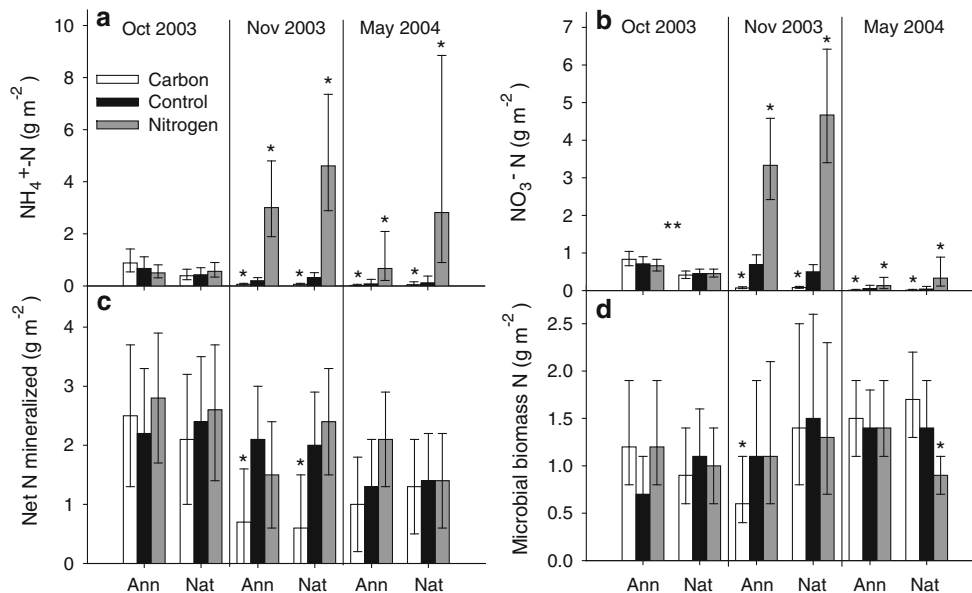 a
Oct 2003
Nov 2003
May 2004
Carbon
Control
Nitrogen
NH₄⁺-N (g m⁻²)
10
8
6
4
2
0
* * * * * * * *
b
Oct 2003
Nov 2003
May 2004
NO₃⁻ N (g m⁻²)
7
6
5
4
3
2
1
0
** * * * * * * * *
c
Net N mineralized (g m⁻²)
4
3
2
1
0
* *
Ann Nat Ann Nat Ann Nat
d
Microbial biomass N (g m⁻²)
2.5
2.0
1.5
1.0
0.5
0.0
* *
Ann Nat Ann Nat Ann Nat